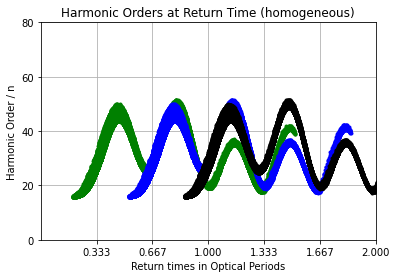 Harmonic Orders at Return Time (homogeneous)
Harmonic Order / n
80
60
40
20
0
0.333 0.667 1.000 1.333 1.667 2.000
Return times in Optical Periods